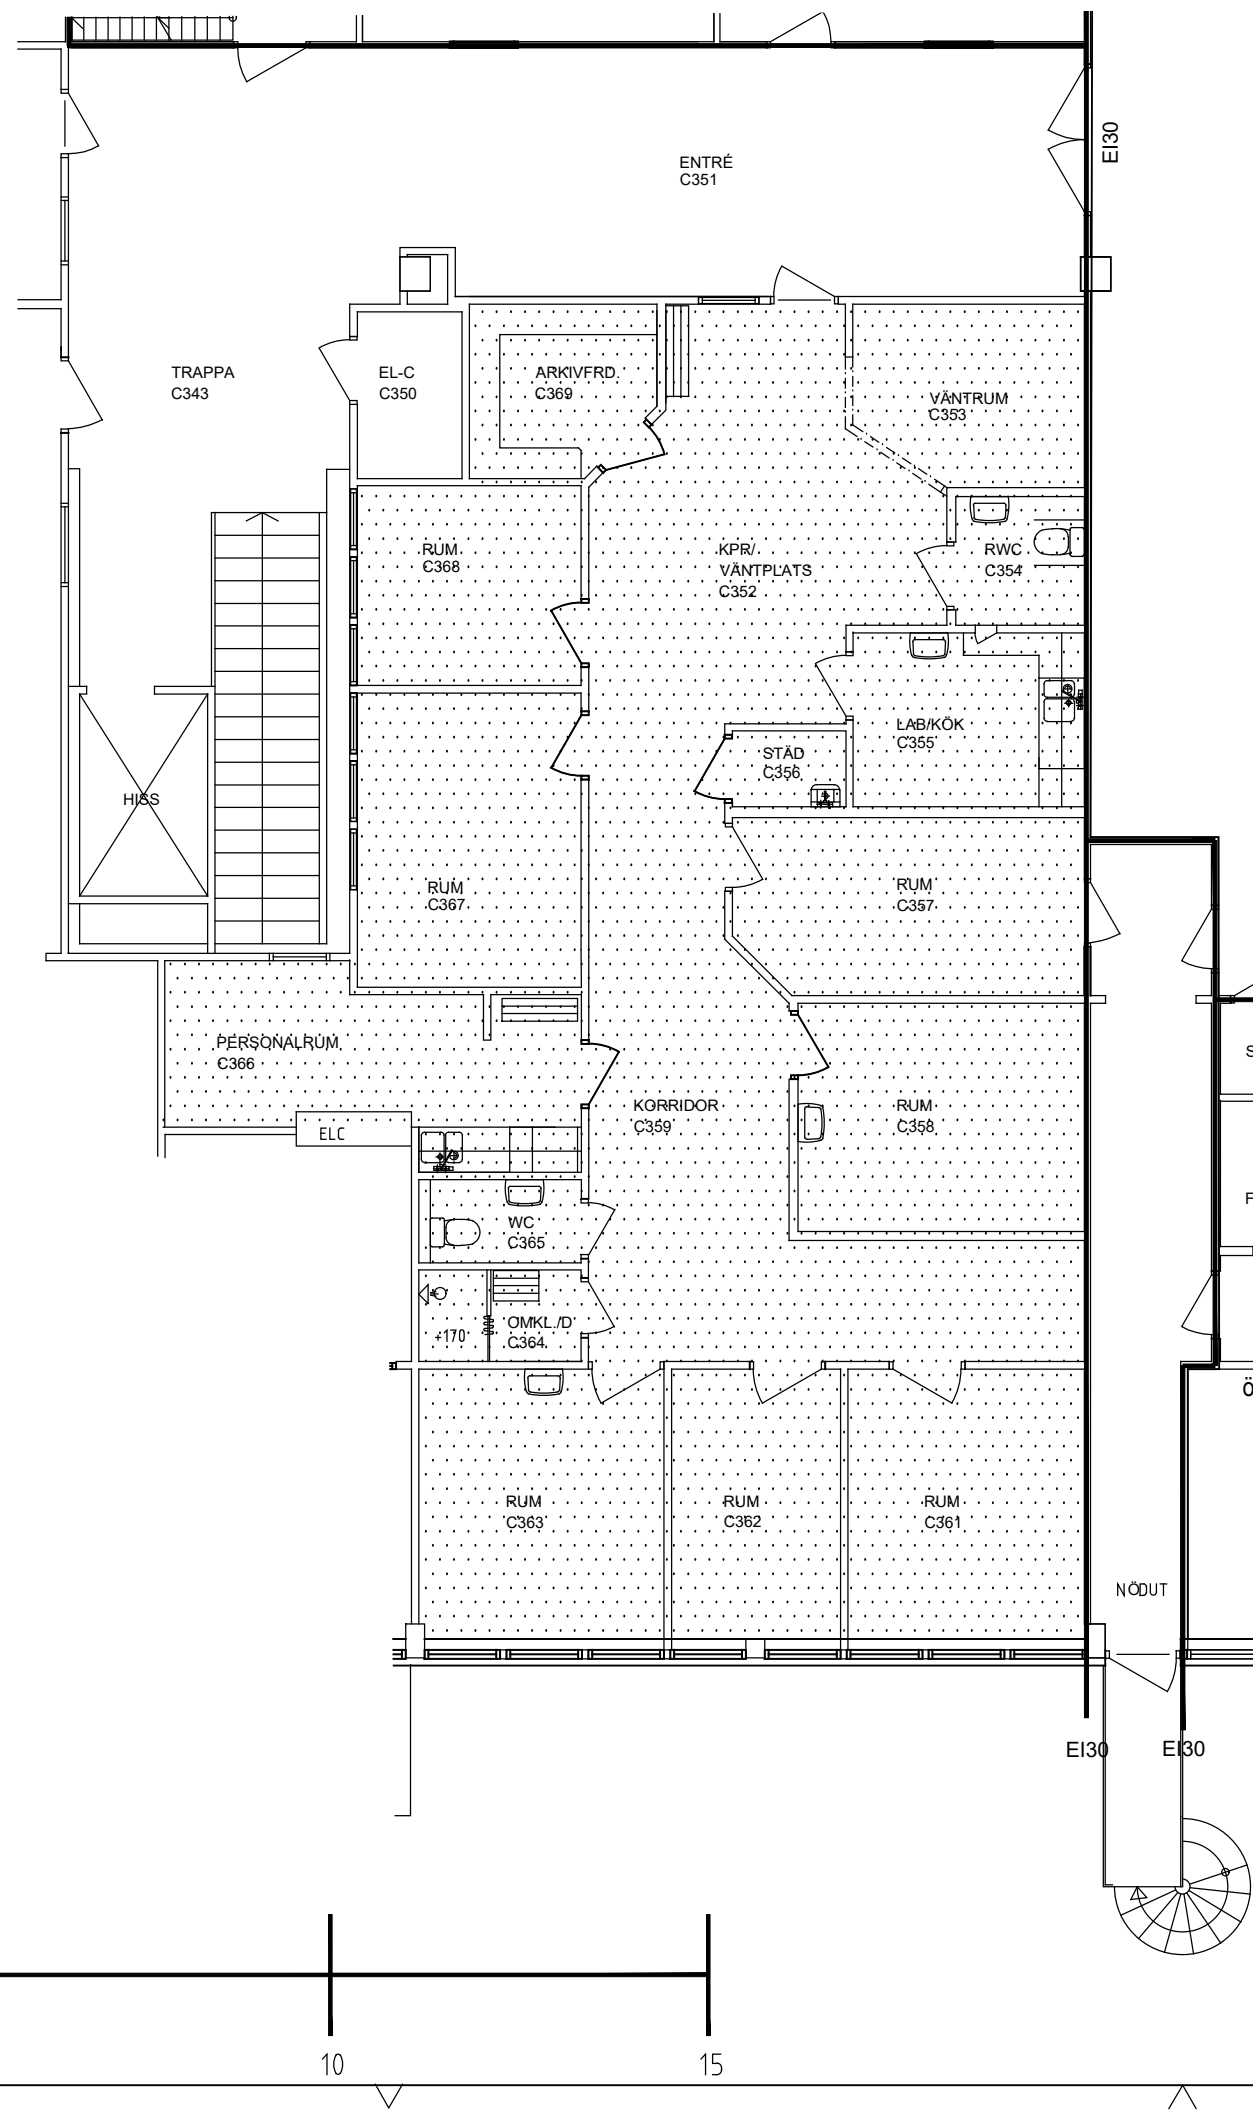 ENTRÉ
C351
EI30
TRAPPA
C343
EL-C
C350
ARKIVFRD.
C369
VÄNTRUM
C353
RUM
C368
KPR/
VÄNTPLATS
C352
RWC
C354
LAB/KÖK
C355
STÄD
C356
HISS
RUM
C367
RUM
C357
PERSONALRUM
C366
ELC
KORRIDOR
C359
RUM
C358
S
F
WC
C365
+170
OMKL./D
C364
Ö
RUM
C363
RUM
C362
RUM
C361
NÖDUT
EI30
EI30
10
15